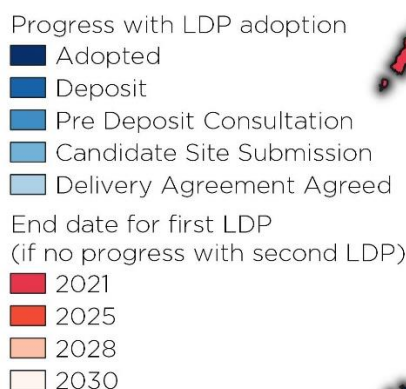 Progress with LDP adoption
Adopted
Deposit
Pre Deposit Consultation
Candidate Site Submission
Delivery Agreement Agreed
End date for first LDP
(if no progress with second LDP)
2021
2025
2028
2030